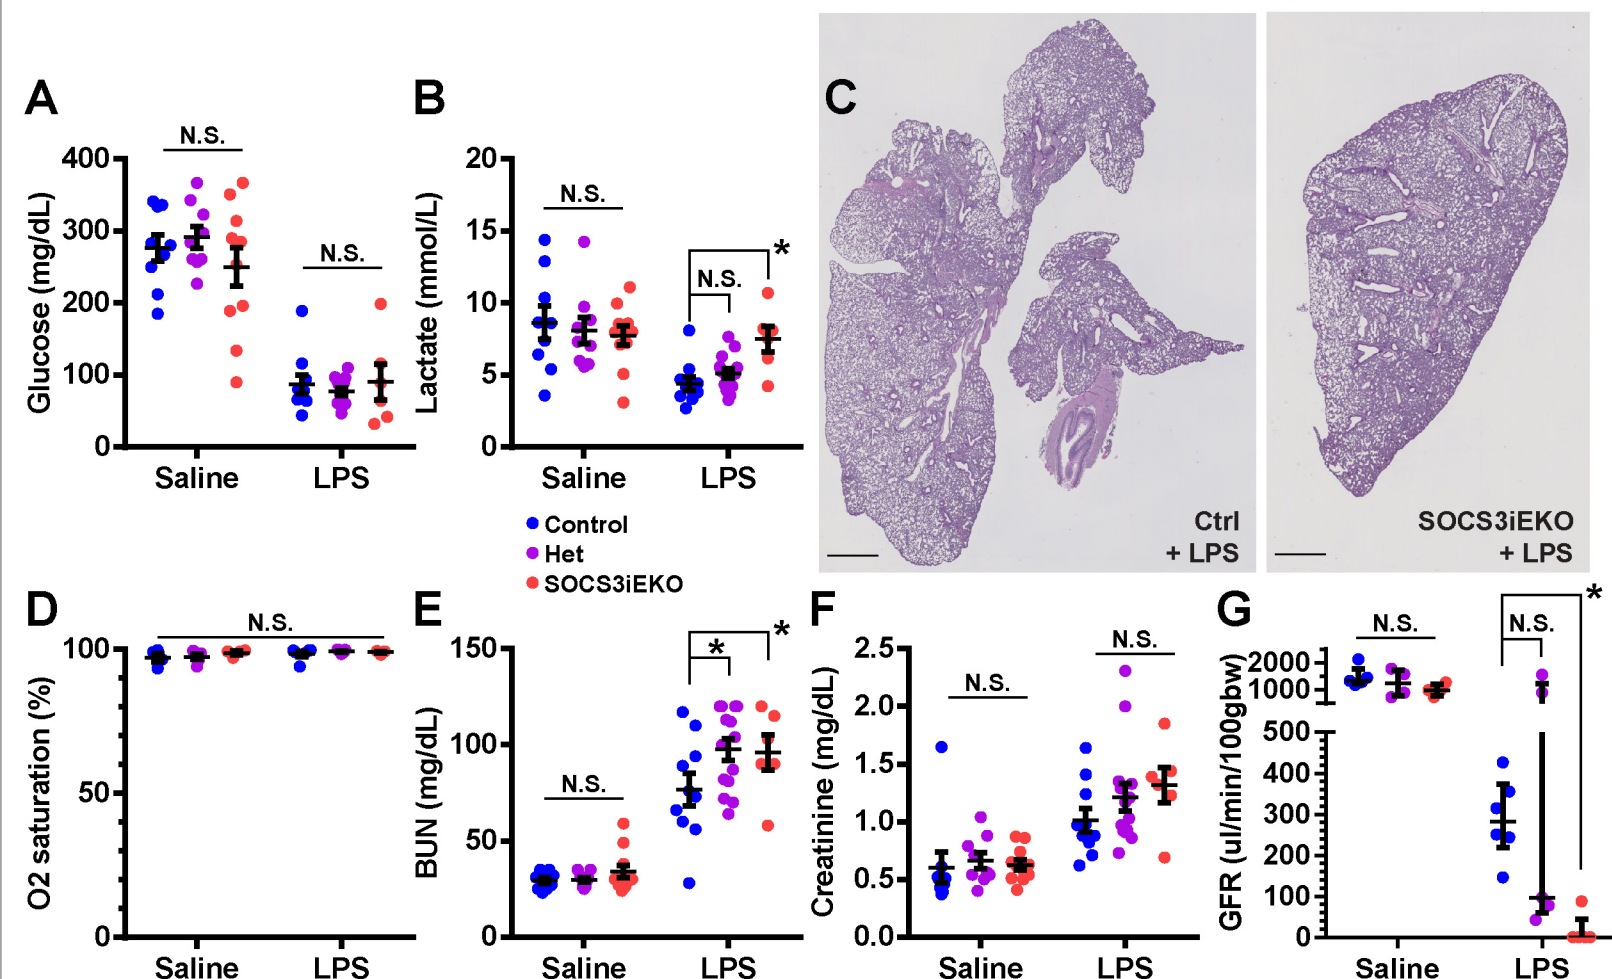 A
N.S.
400
300
200
100
0
Glucose (mg/dL)
N.S.
Saline
LPS
B
20
15
10
5
0
Lactate (mmol/L)
N.S.
N.S.
*
Saline
LPS
Control
Het
SOCS3iEKO
C
Ctrl
+ LPS
SOCS3iEKO
+ LPS
D
N.S.
100
50
0
O2 saturation (%)
Saline
LPS
E
150
100
50
0
BUN (mg/dL)
N.S.
*
*
Saline
LPS
F
2.5
2.0
1.5
1.0
0.5
0.0
Creatinine (mg/dL)
N.S.
N.S.
Saline
LPS
G
2000
1000
500
400
300
200
100
0
GFR (ul/min/100gbw)
N.S.
N.S.
*
Saline
LPS